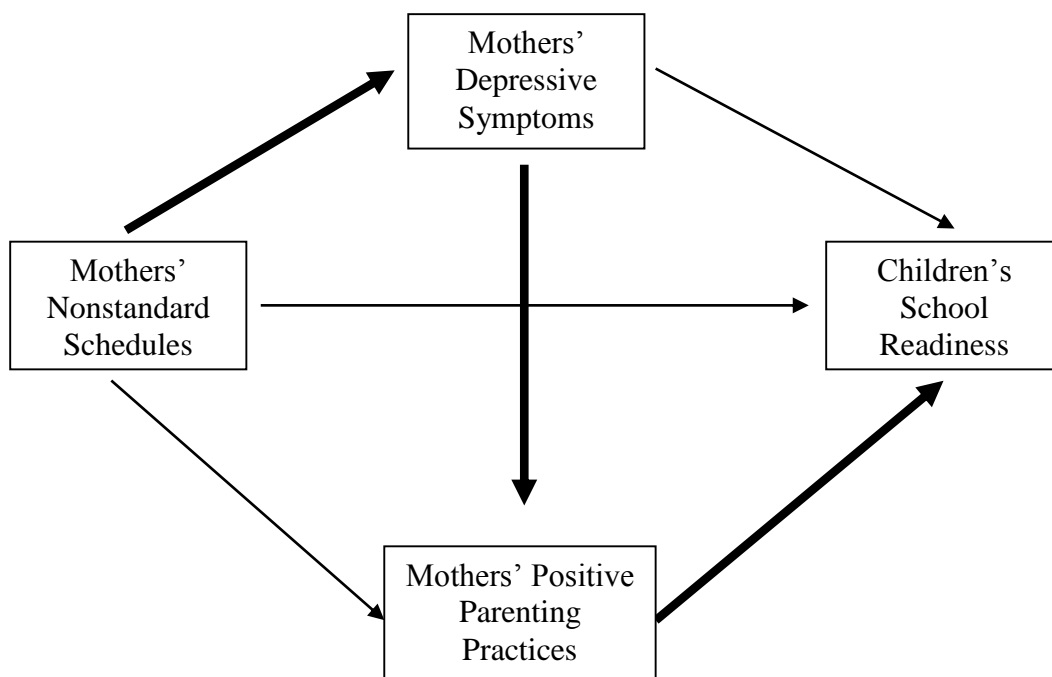 Mothers’
Depressive
Symptoms
Mothers’
Nonstandard
Schedules
Children’s
School
Readiness
Mothers’ Positive
Parenting
Practices